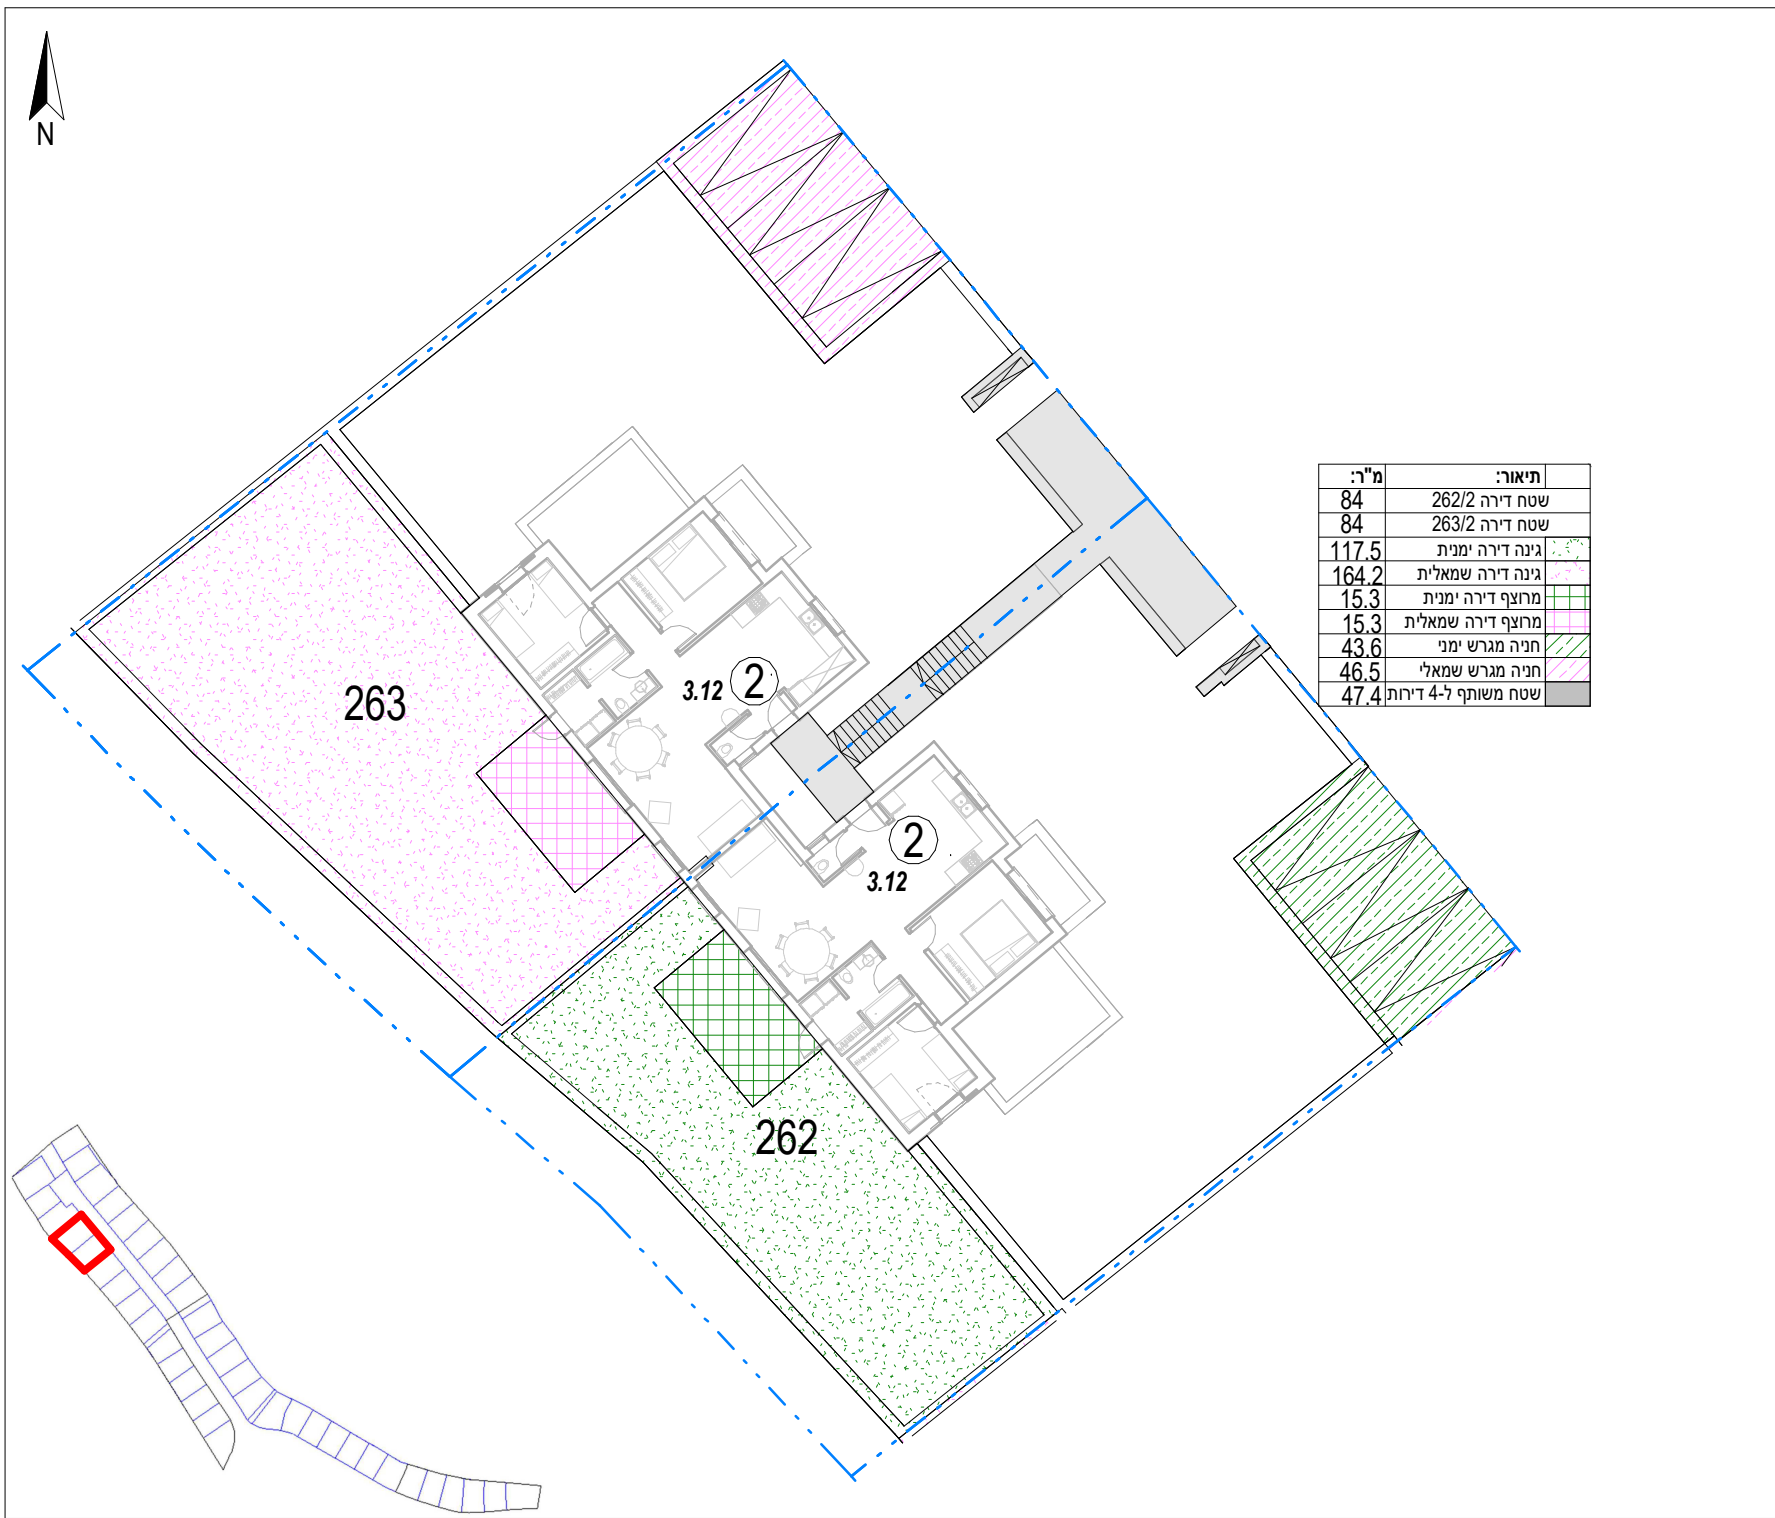 N
תיאור: מ"ר:
שטח דירה 262/2 84
שטח דירה 263/2 84
גינה דירה ימנית 117.5
גינה דירה שמאלית 164.2
מרוצף דירה ימנית 15.3
מרוצף דירה שמאלית 15.3
חניה מגרש ימני 43.6
חניה מגרש שמאלי 46.5
שטח משותף ל-4 דירות 47.4
263
3.12 2
2
3.12
262